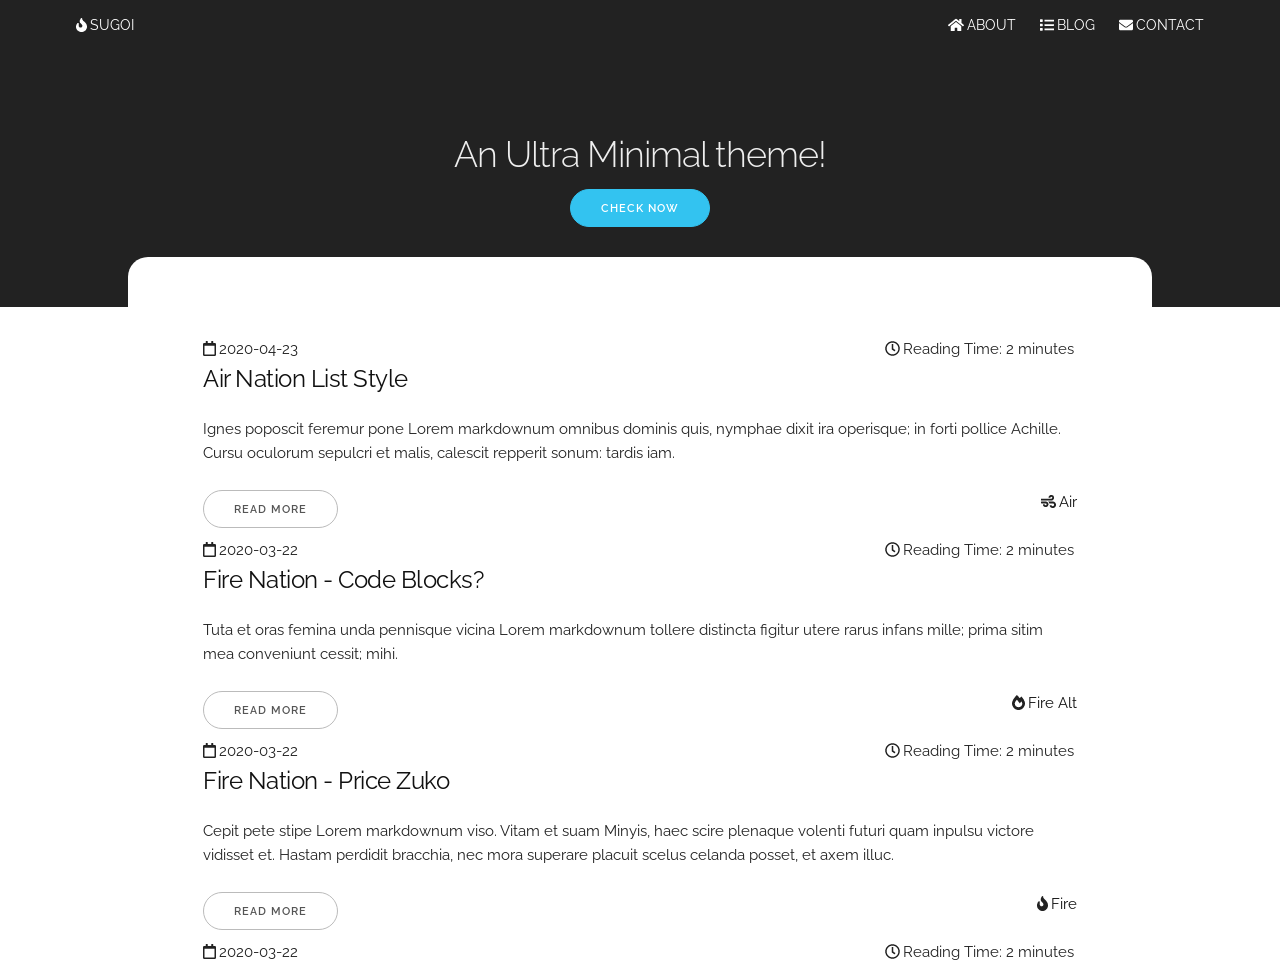 SUGOI
ABOUT
BLOG
CONTACT
An Ultra Minimal theme!
CHECK NOW
2020-04-23
Reading Time: 2 minutes
Air Nation List Style
Ignes poposcit feremur pone Lorem markdownum omnibus dominis quis, nymphae dixit ira operisque; in forti pollice Achille.
Cursu oculorum sepulcri et malis, calescit repperit sonum: tardis iam.
READ MORE
Air
2020-03-22
Reading Time: 2 minutes
Fire Nation - Code Blocks?
Tuta et oras femina unda pennisque vicina Lorem markdownum tollere distincta figitur utere rarus infans mille; prima sitim
mea conveniunt cessit; mihi.
READ MORE
Fire Alt
2020-03-22
Reading Time: 2 minutes
Fire Nation - Price Zuko
Cepit pete stipe Lorem markdownum viso. Vitam et suam Minyis, haec scire plenaque volenti futuri quam inpulsu victore
vidisset et. Hastam perdidit bracchia, nec mora superare placuit scelus celanda posset, et axem illuc.
READ MORE
Fire
2020-03-22
Reading Time: 2 minutes